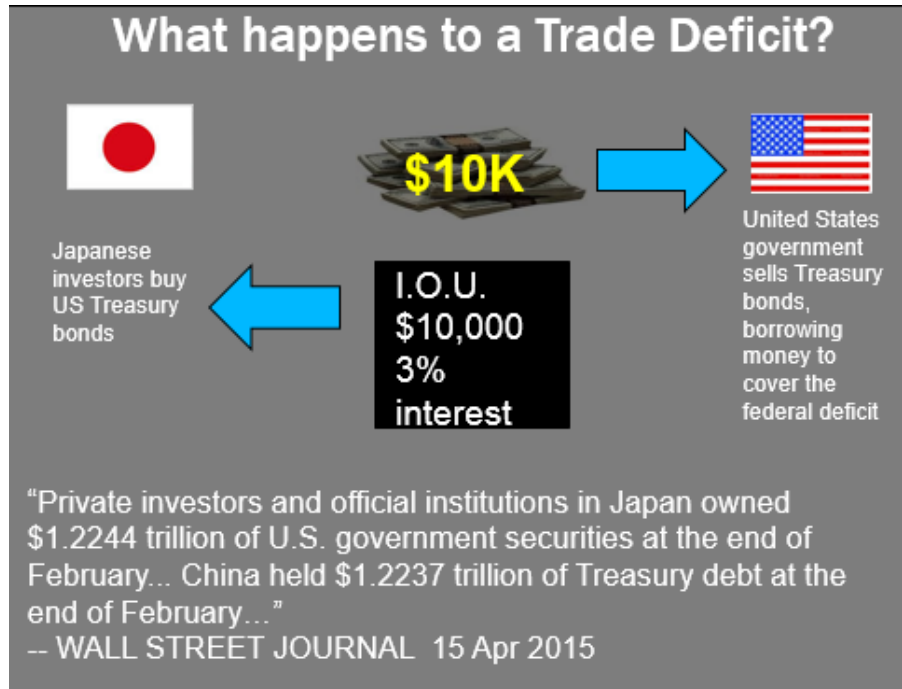 What happens to a Trade Deficit?
$10K
Japanese
investors buy
US Treasury
bonds
I.O.U.
$10,000
3%
interest
United States
government
sells Treasury
bonds,
borrowing
money to
cover the
federal deficit
“Private investors and official institutions in Japan owned
$1.2244 trillion of U.S. government securities at the end of
February... China held $1.2237 trillion of Treasury debt at the
end of February…”
-- WALL STREET JOURNAL  15 Apr 2015